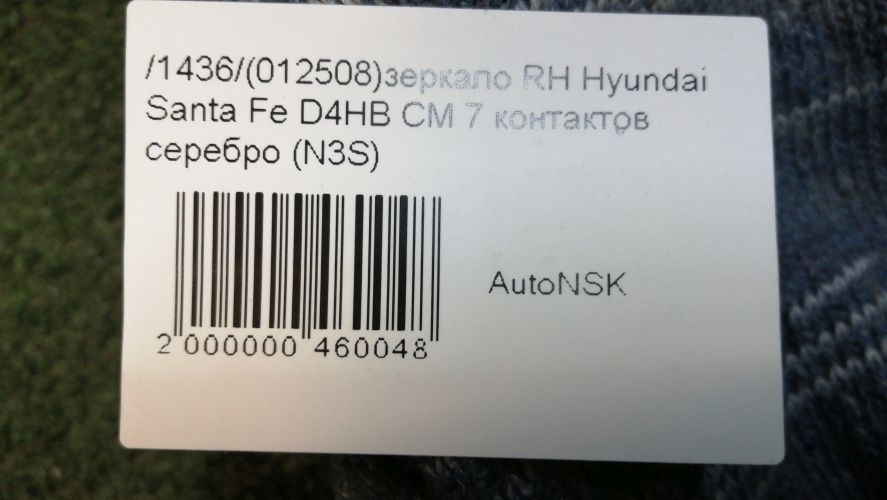 /1436/(012508)зеркало RH Hyundai
Santa Fe D4HB CM 7 контактов
серебро (N3S)
AutoNSK
2 000000 460048